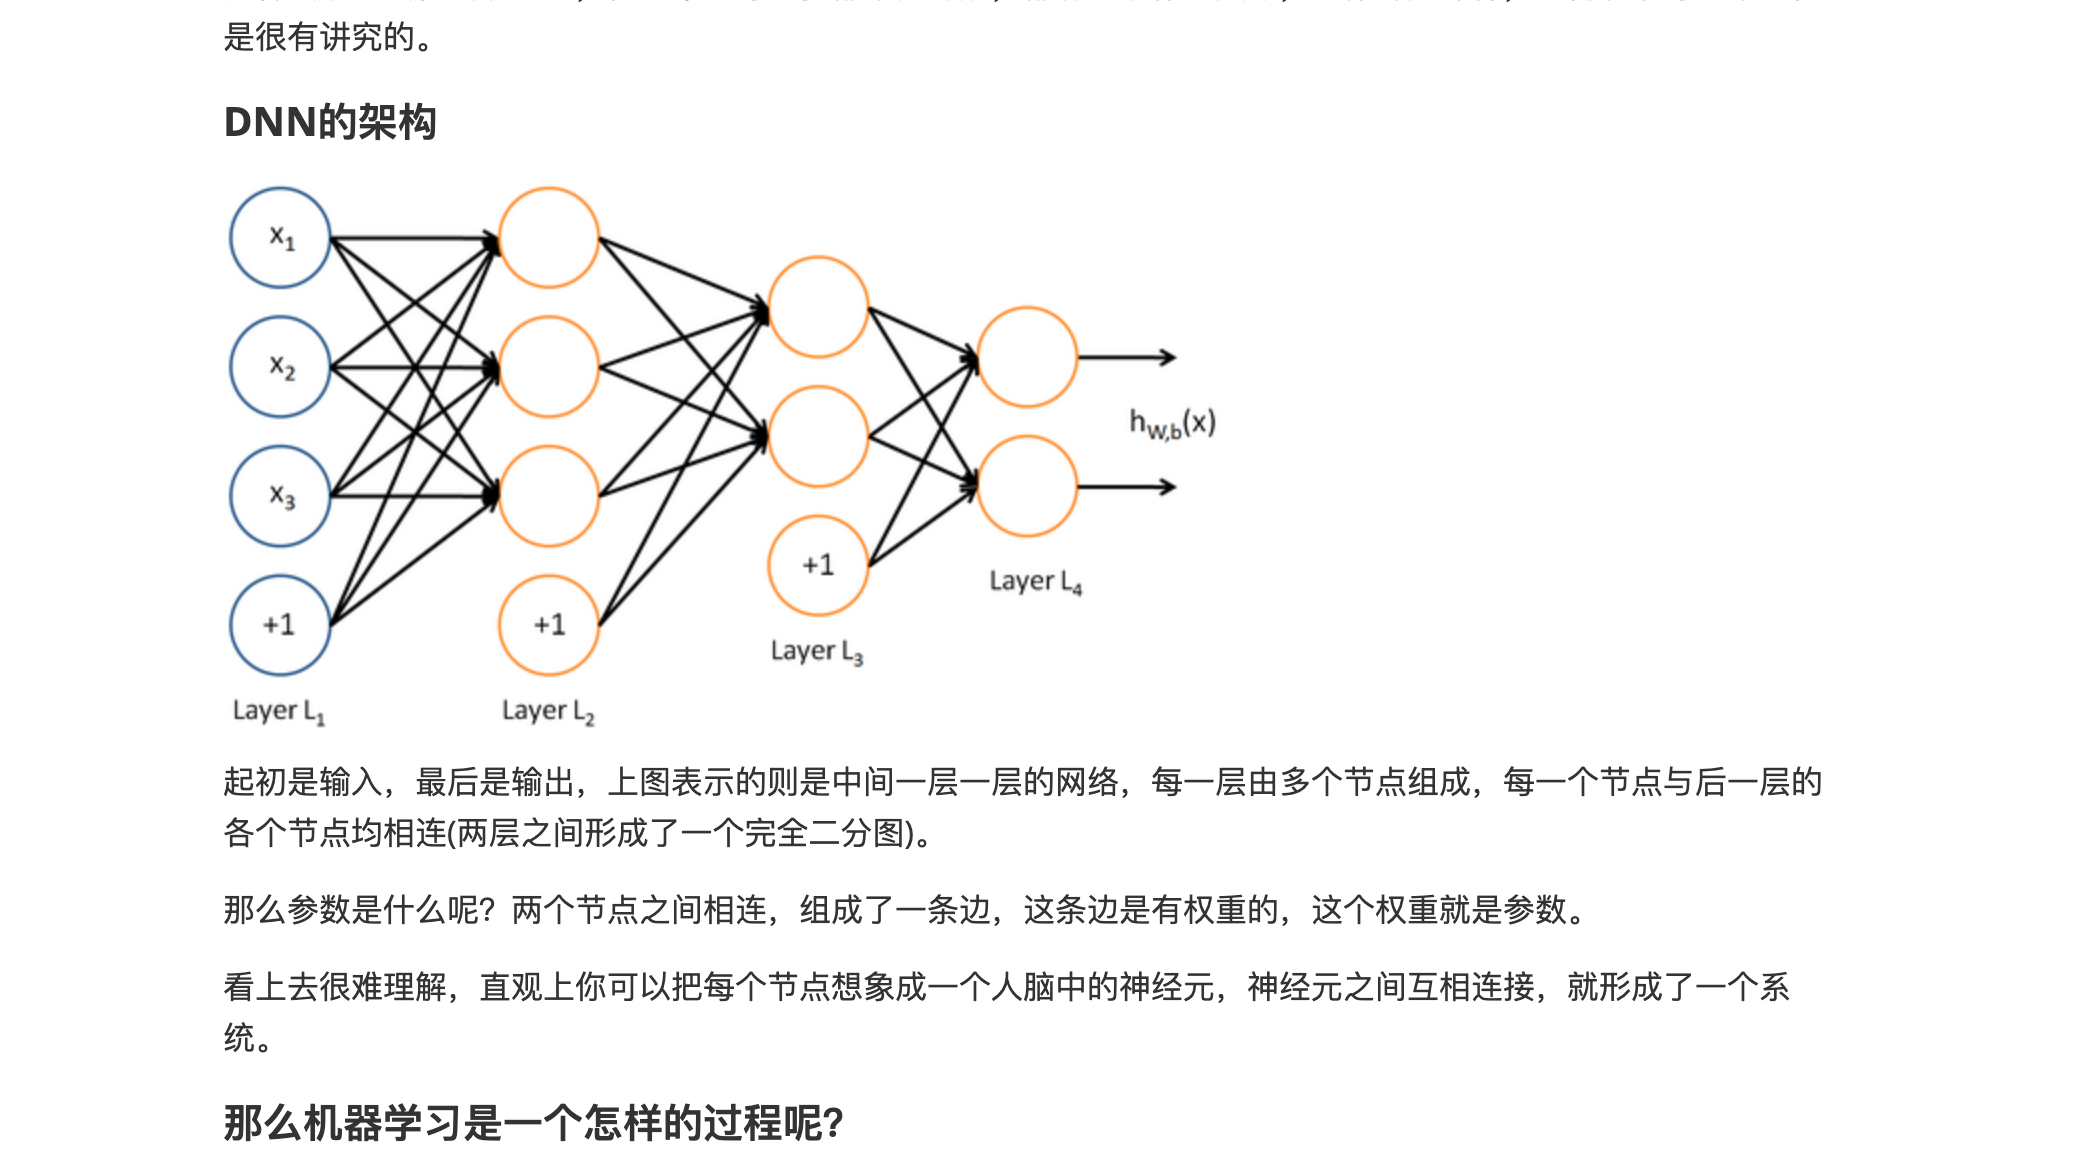 是很有讲究的。
DNN的架构
x1
x2
x3
+1
Layer L1
+1
Layer L2
+1
Layer L3
Layer L4
hW,b(x)
起初是输入，最后是输出，上图表示的则是中间一层一层的网络，每一层由多个节点组成，每一个节点与后一层的
各个节点均相连(两层之间形成了一个完全二分图)。
那么参数是什么呢？两个节点之间相连，组成了一条边，这条边是有权重的，这个权重就是参数。
看上去很难理解，直观上你可以把每个节点想象成一个人脑中的神经元，神经元之间互相连接，就形成了一个系
统。
那么机器学习是一个怎样的过程呢？